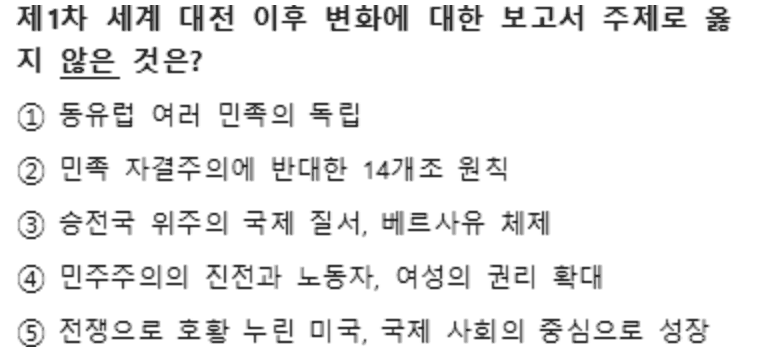 제1차 세계 대전 이후 변화에 대한 보고서 주제로 옳
지 않은 것은?
① 동유럽 여러 민족의 독립
② 민족 자결주의에 반대한 14개조 원칙
③ 승전국 위주의 국제 질서, 베르사유 체제
④ 민주주의의 진전과 노동자, 여성의 권리 확대
⑤ 전쟁으로 호황 누린 미국, 국제 사회의 중심으로 성장